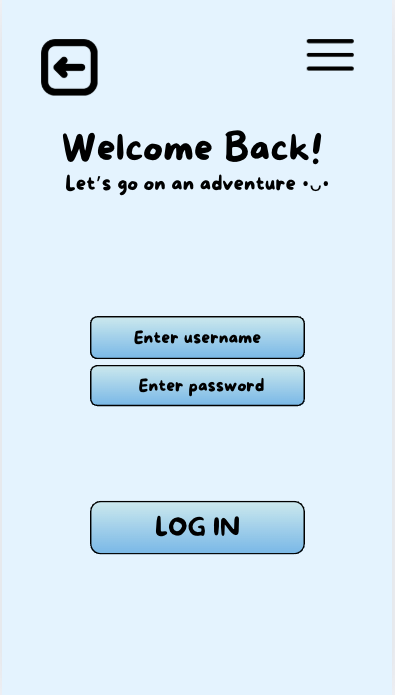 Welcome Back!
Let's go on an adventure •◡•
Enter username
Enter password
LOG IN